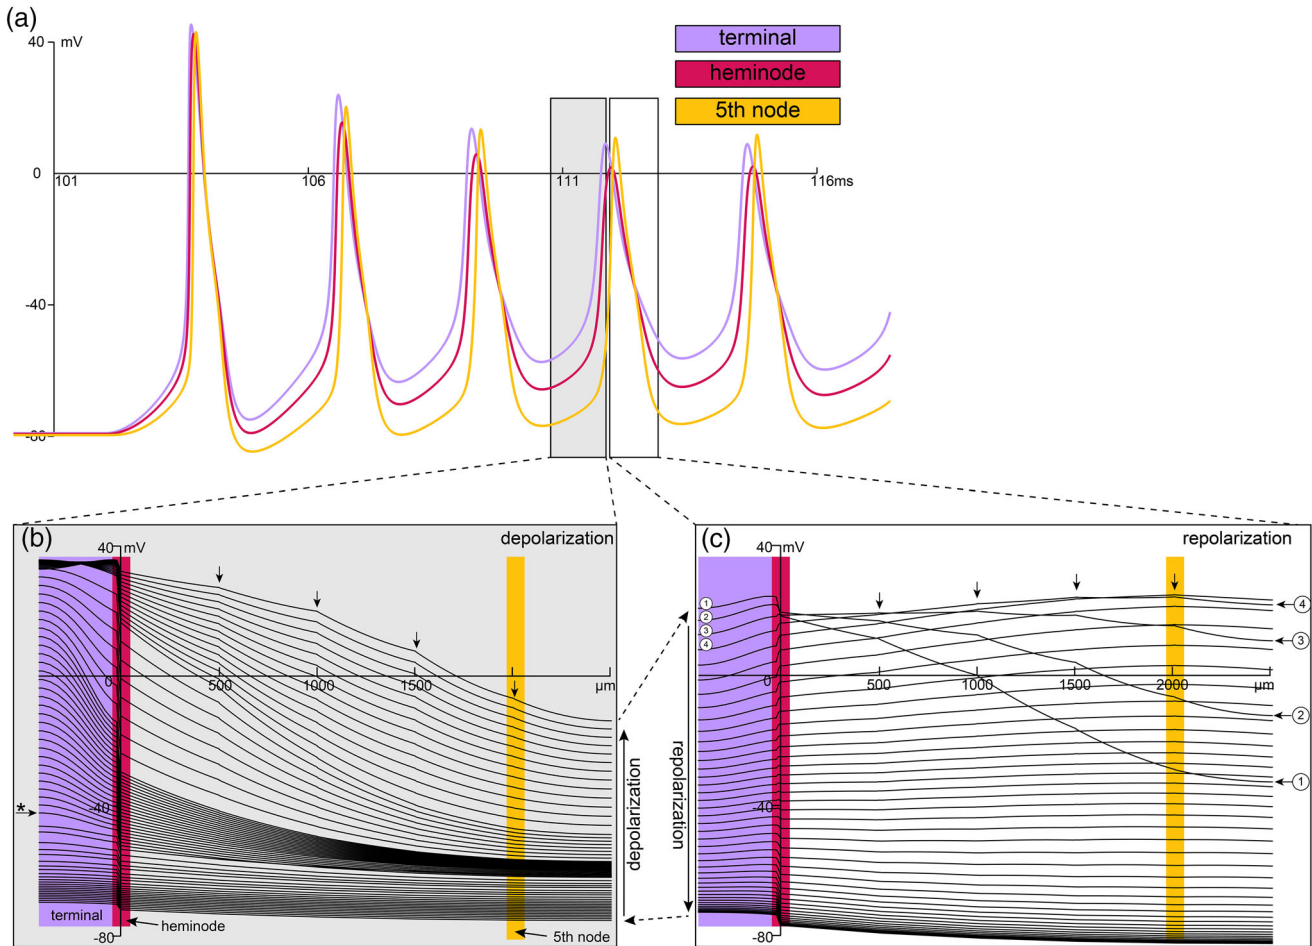 (a)
40 mV
terminal
heminode
5th node
0
101 106 111 116ms
-40
-80
(b) depolarization
40 mV
0
500 1000 1500 μm
*
-40
terminal
heminode
5th node
-80
depolarization
repolarization
(c) repolarization
40 mV
1
2
3
4
4
3
0
500 1000 1500 2000 μm
2
1
-40
-80